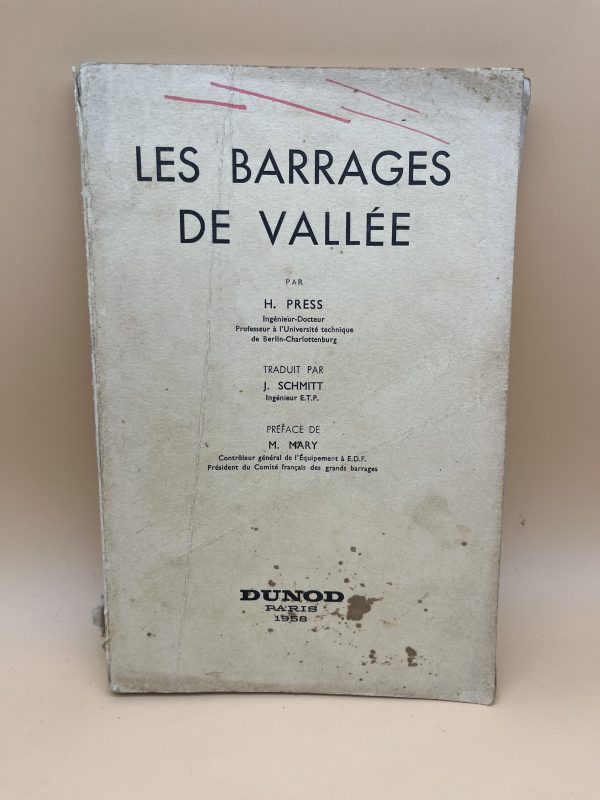 LES BARRAGES
DE VALLÉE
PAR
H. PRESS
Ingénieur-Docteur
Professeur à l'Université technique
de Berlin-Charlottenburg
TRADUIT PAR
J. SCHMITT
Ingénieur E.T.P.
PRÉFACE DE
M. MARY
Contrôleur général de l'Équipement à E.D.F.
Président du Comité français des grands barrages
DUNOD
PARIS
1958